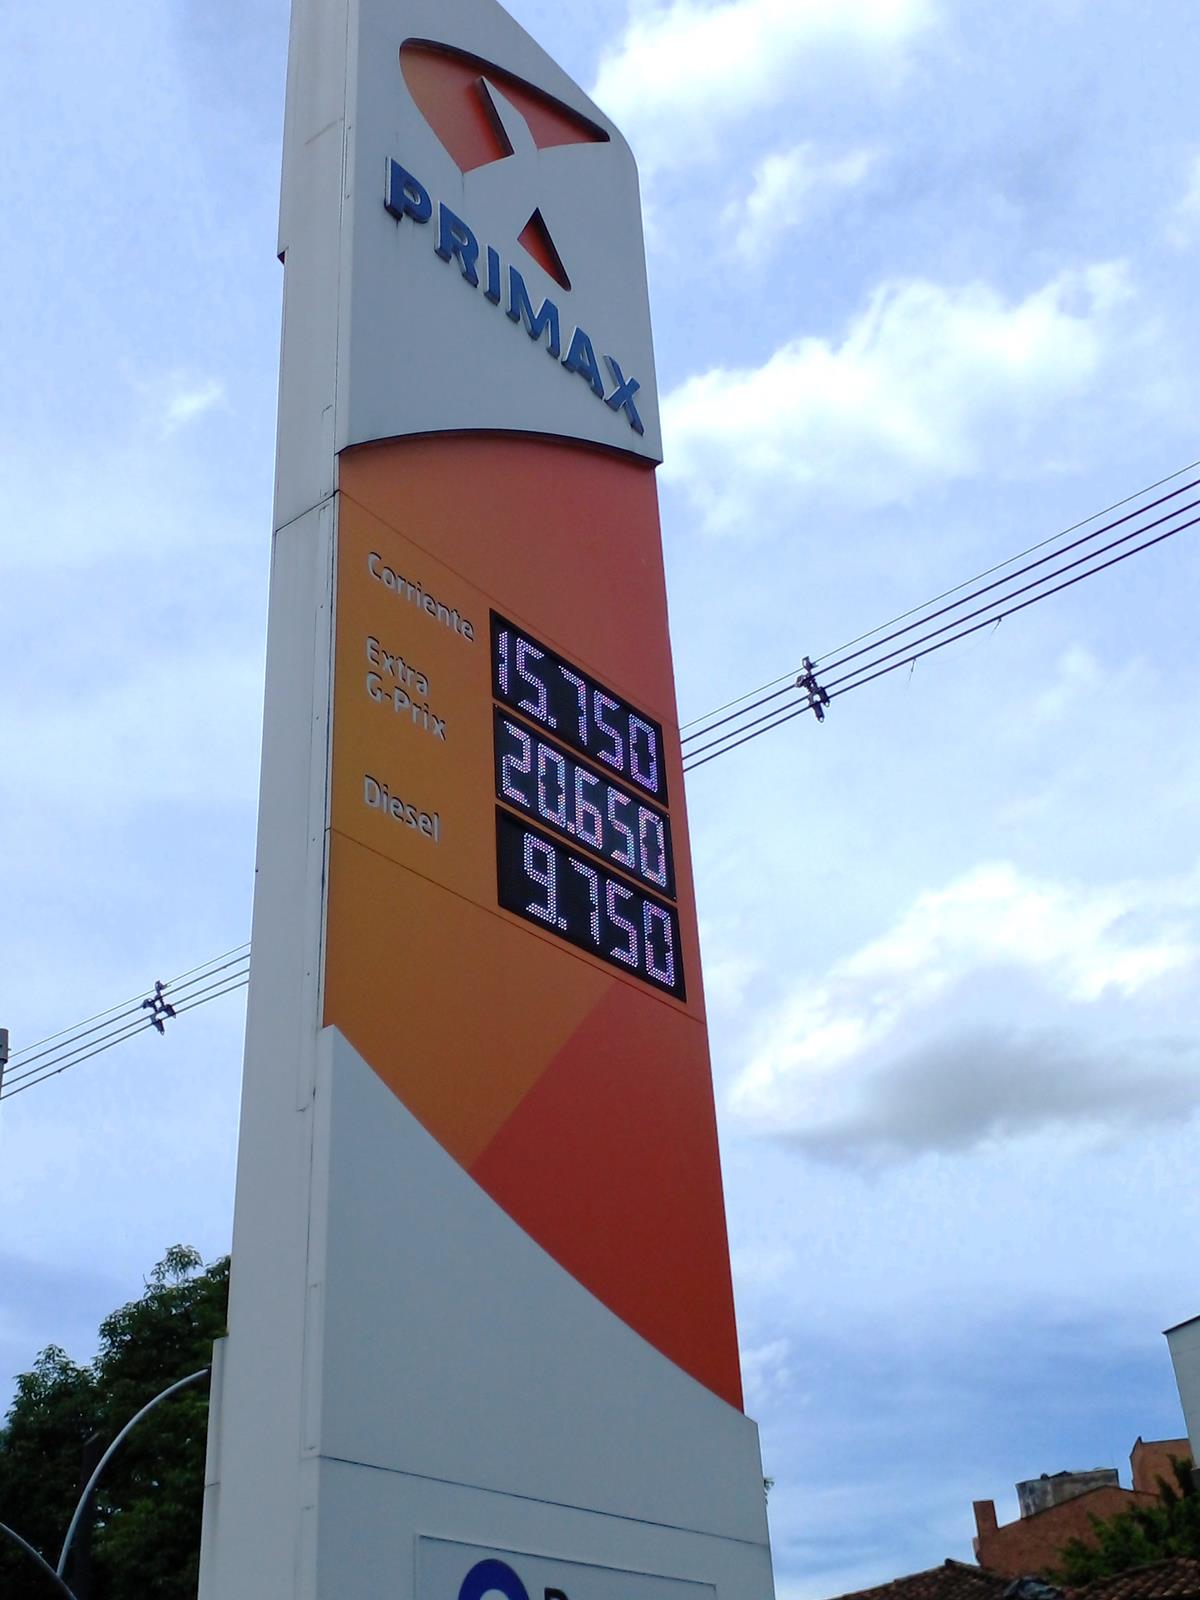 PRIMAX
Corriente 15.750
Extra
G-Prix 20.650
Diesel 9.750